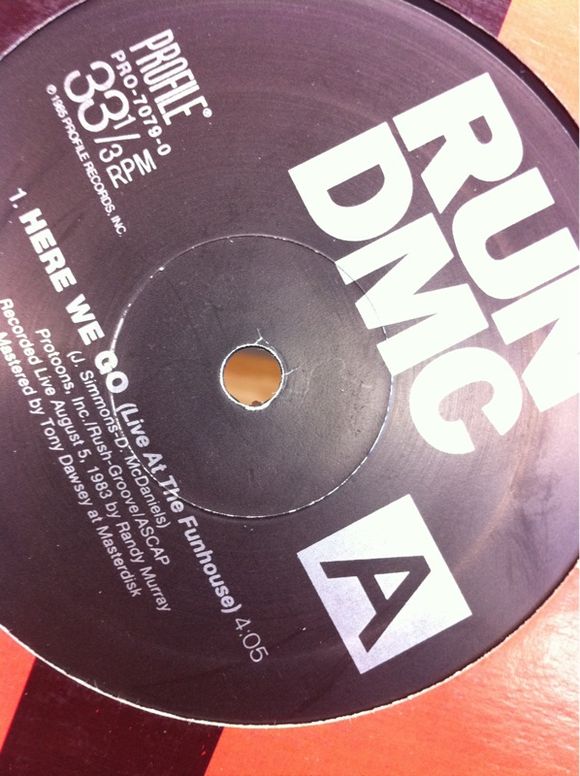 RUN
DMC
PROFILE®
PRO-7079-0
33 1/3 RPM
℗1985 PROFILE RECORDS, INC.
A
1. HERE WE GO (Live At The Funhouse) 4:05
(J. Simmons-D. McDaniels)
Protoons, Inc./Rush-Groove/ASCAP
Recorded Live August 5, 1983 by Randy Murray
Mastered by Tony Dawsey at Masterdisk